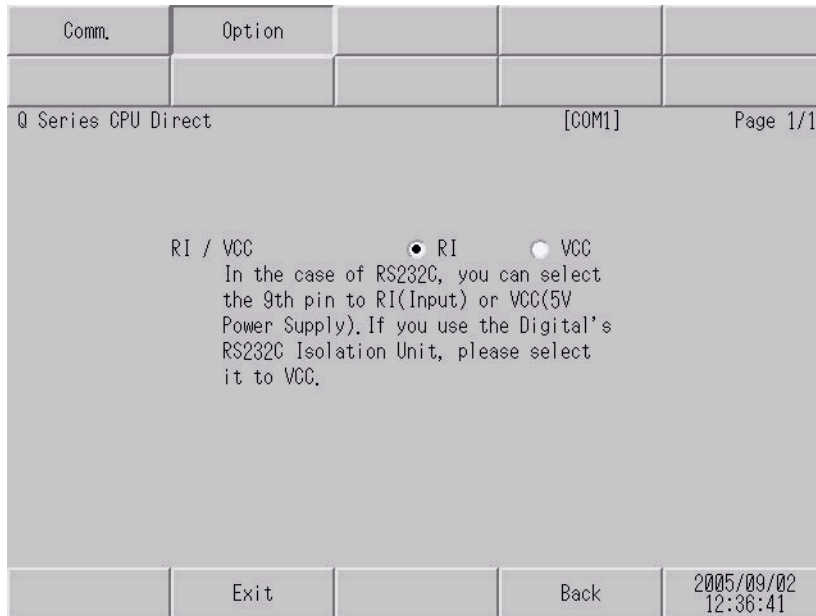 Comm. Option
Q Series CPU Direct [COM1] Page 1/1
RI / VCC RI VCC
In the case of RS232C, you can select
the 9th pin to RI(Input) or VCC(5V
Power Supply).If you use the Digital's
RS232C Isolation Unit, please select
it to VCC.
Exit Back 2005/09/02
12:36:41